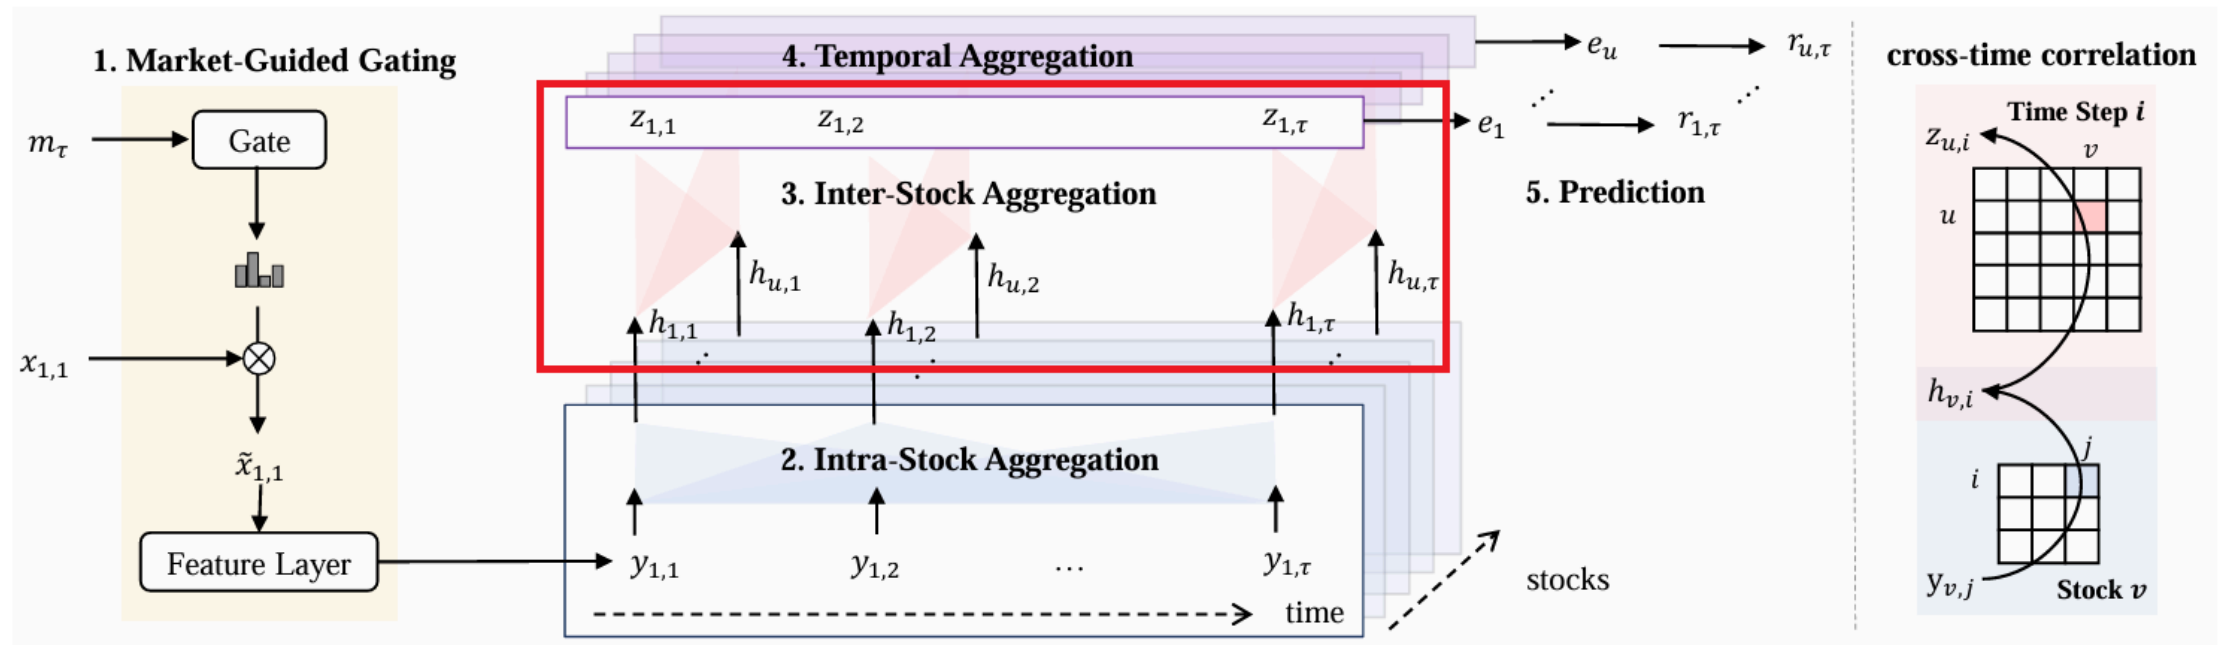 1. Market-Guided Gating
m_τ
Gate
x_{1,1}
x̃_{1,1}
Feature Layer
4. Temporal Aggregation
z_{1,1} z_{1,2} z_{1,τ}
3. Inter-Stock Aggregation
h_{u,1} h_{u,2} h_{u,τ}
h_{1,1} h_{1,2} h_{1,τ}
2. Intra-Stock Aggregation
y_{1,1} y_{1,2} … y_{1,τ}
time
stocks
e_u r_{u,τ}
e_1 r_{1,τ}
5. Prediction
cross-time correlation
Time Step i
z_{u,i}
v
u
h_{v,i}
j
i
y_{v,j}
Stock v